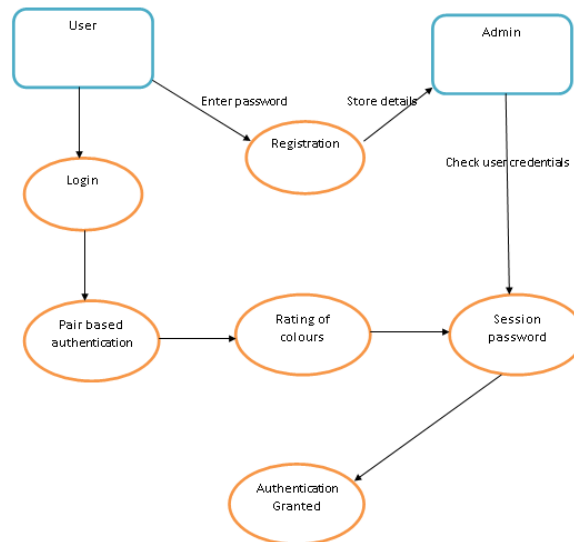 User
Admin
Enter password
Store details
Registration
Login
Check user credentials
Pair based
authentication
Rating of
colours
Session
password
Authentication
Granted